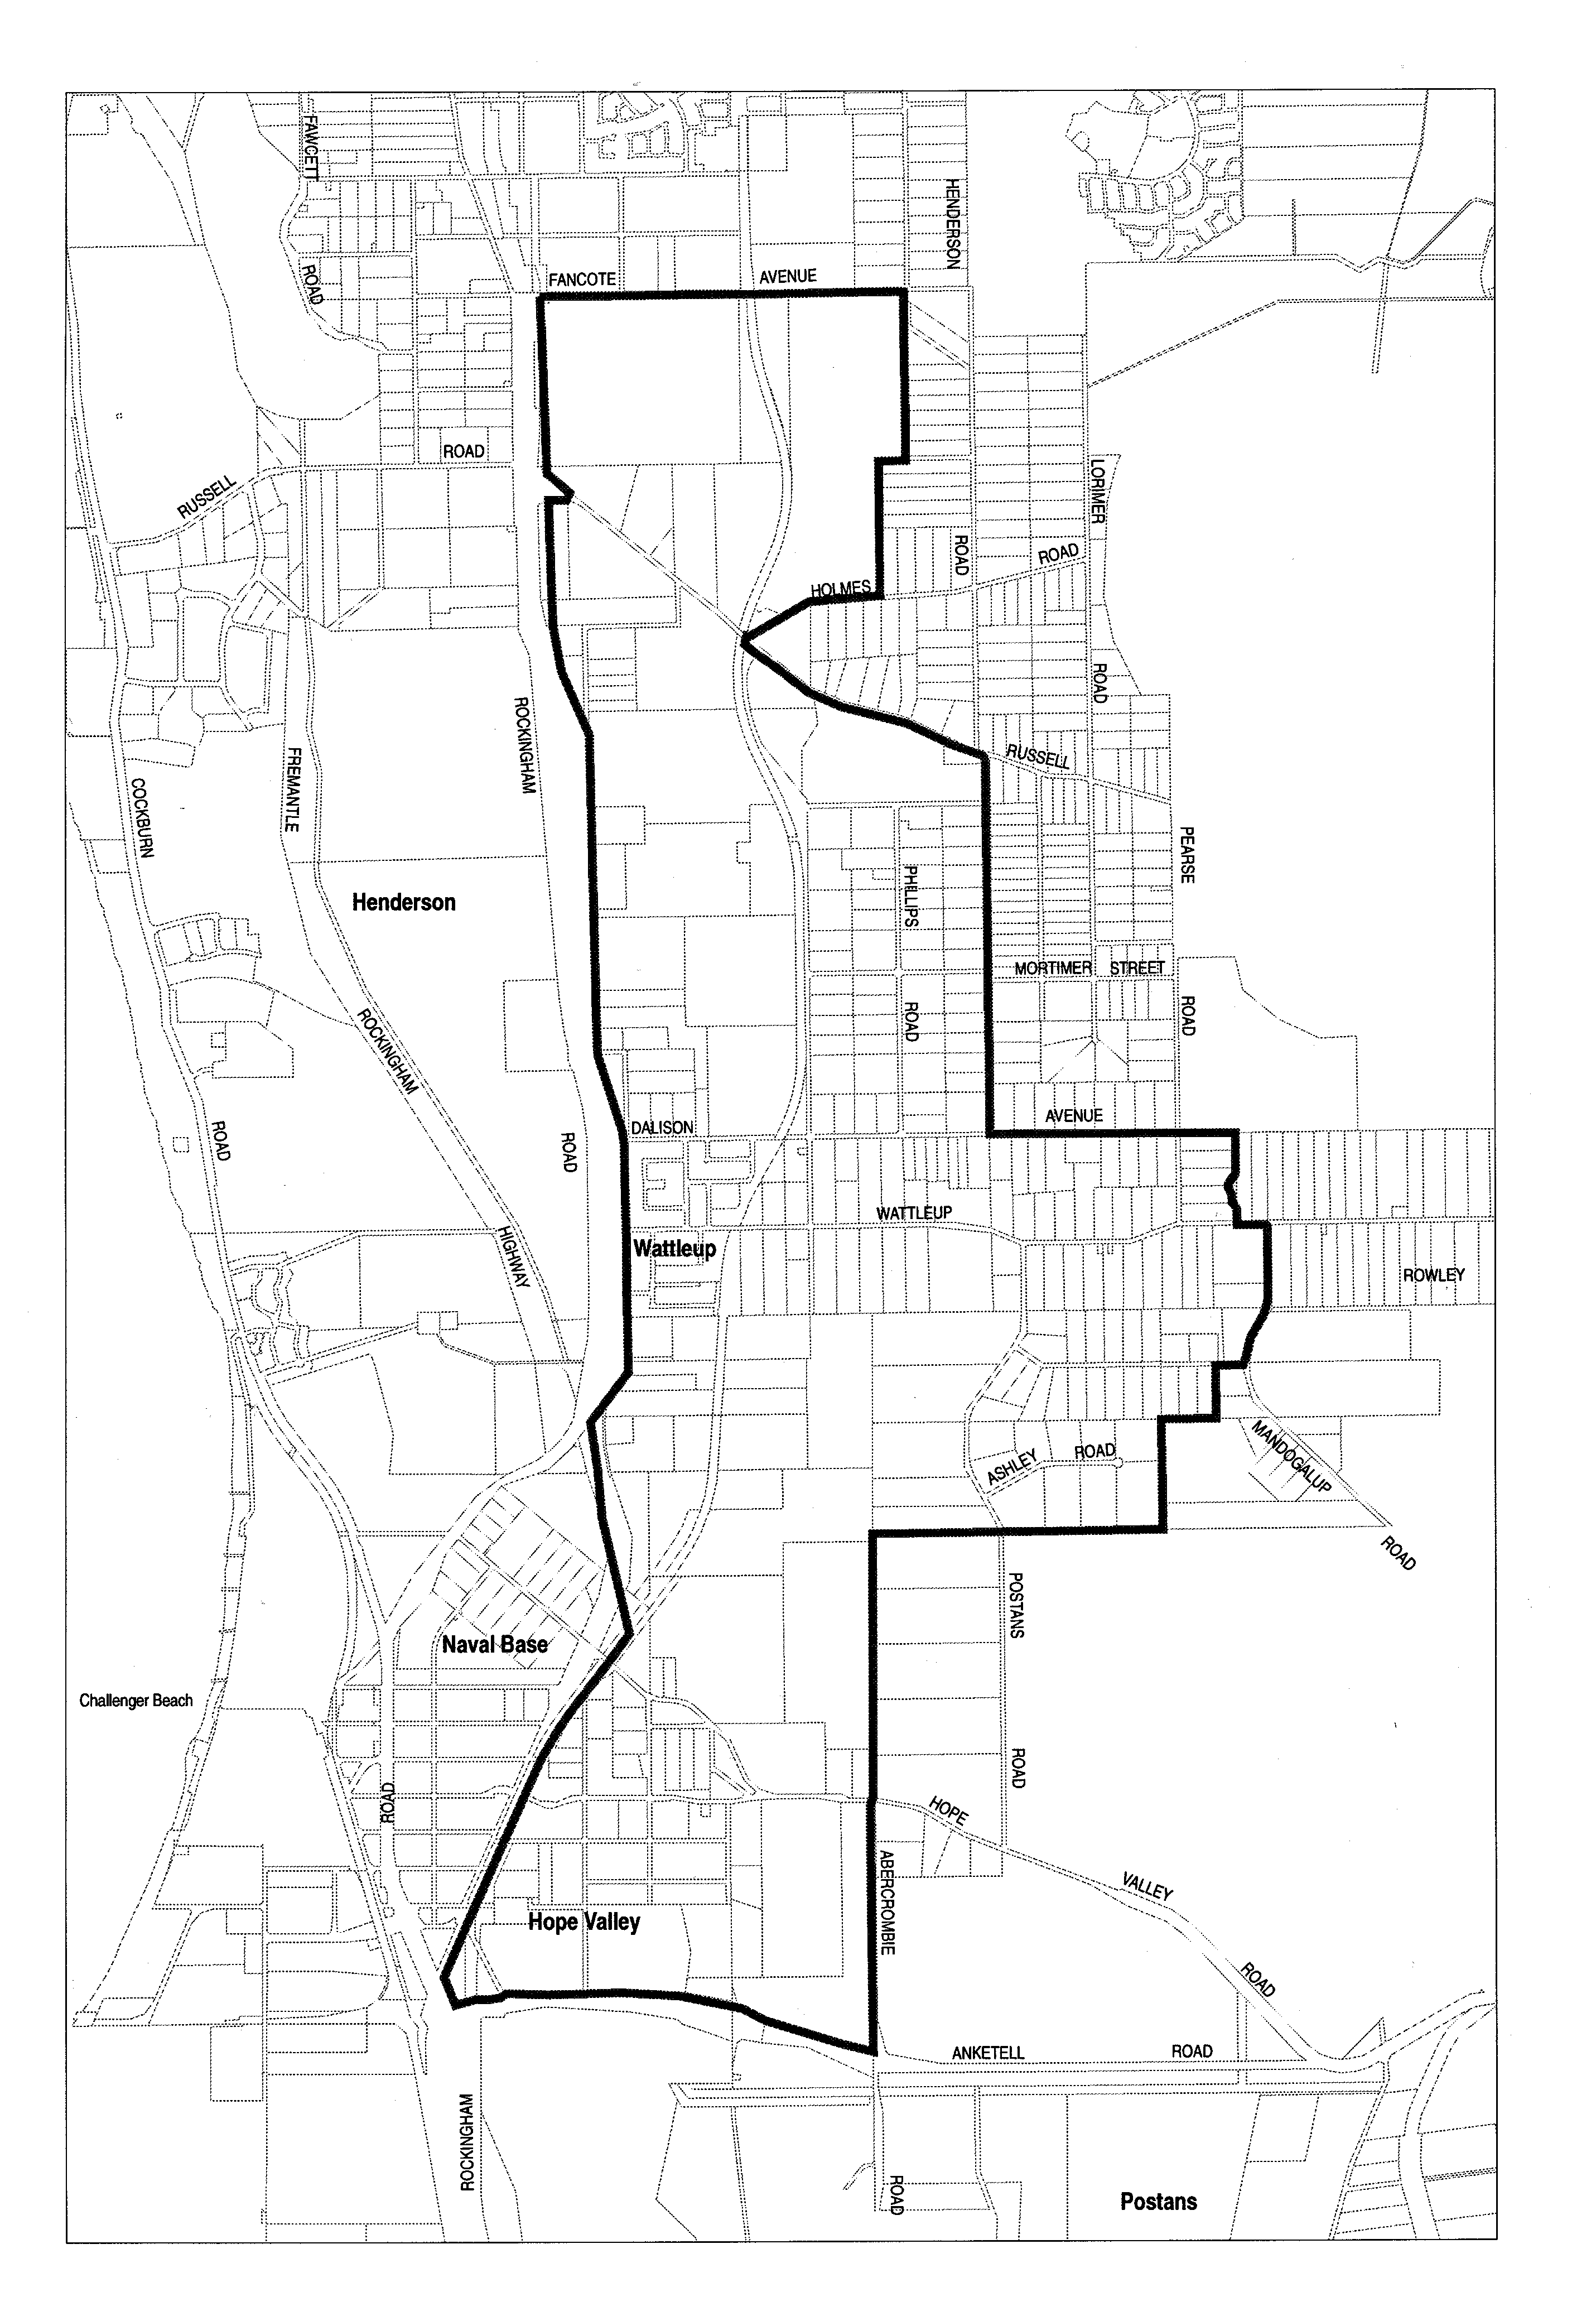 FAWCETT
HENDERSON
ROAD
FANCOTE
AVENUE
ROAD
RUSSELL
LORIMER
ROAD
ROAD
HOLMES
ROAD
ROCKINGHAM
RUSSELL
FREMANTLE
COCKBURN
PEARSE
PHILLIPS
Henderson
MORTIMER STREET
ROAD
ROAD
ROCKINGHAM
AVENUE
ROAD
DALISON
ROAD
WATTLEUP
HIGHWAY
Wattleup
ROWLEY
ASHLEY
ROAD
MANDOGALUP
ROAD
POSTANS
Naval Base
Challenger Beach
ROAD
ROAD
HOPE
ABERCROMBIE
VALLEY
Hope Valley
ROAD
ANKETELL
ROAD
ROCKINGHAM
ROAD
Postans